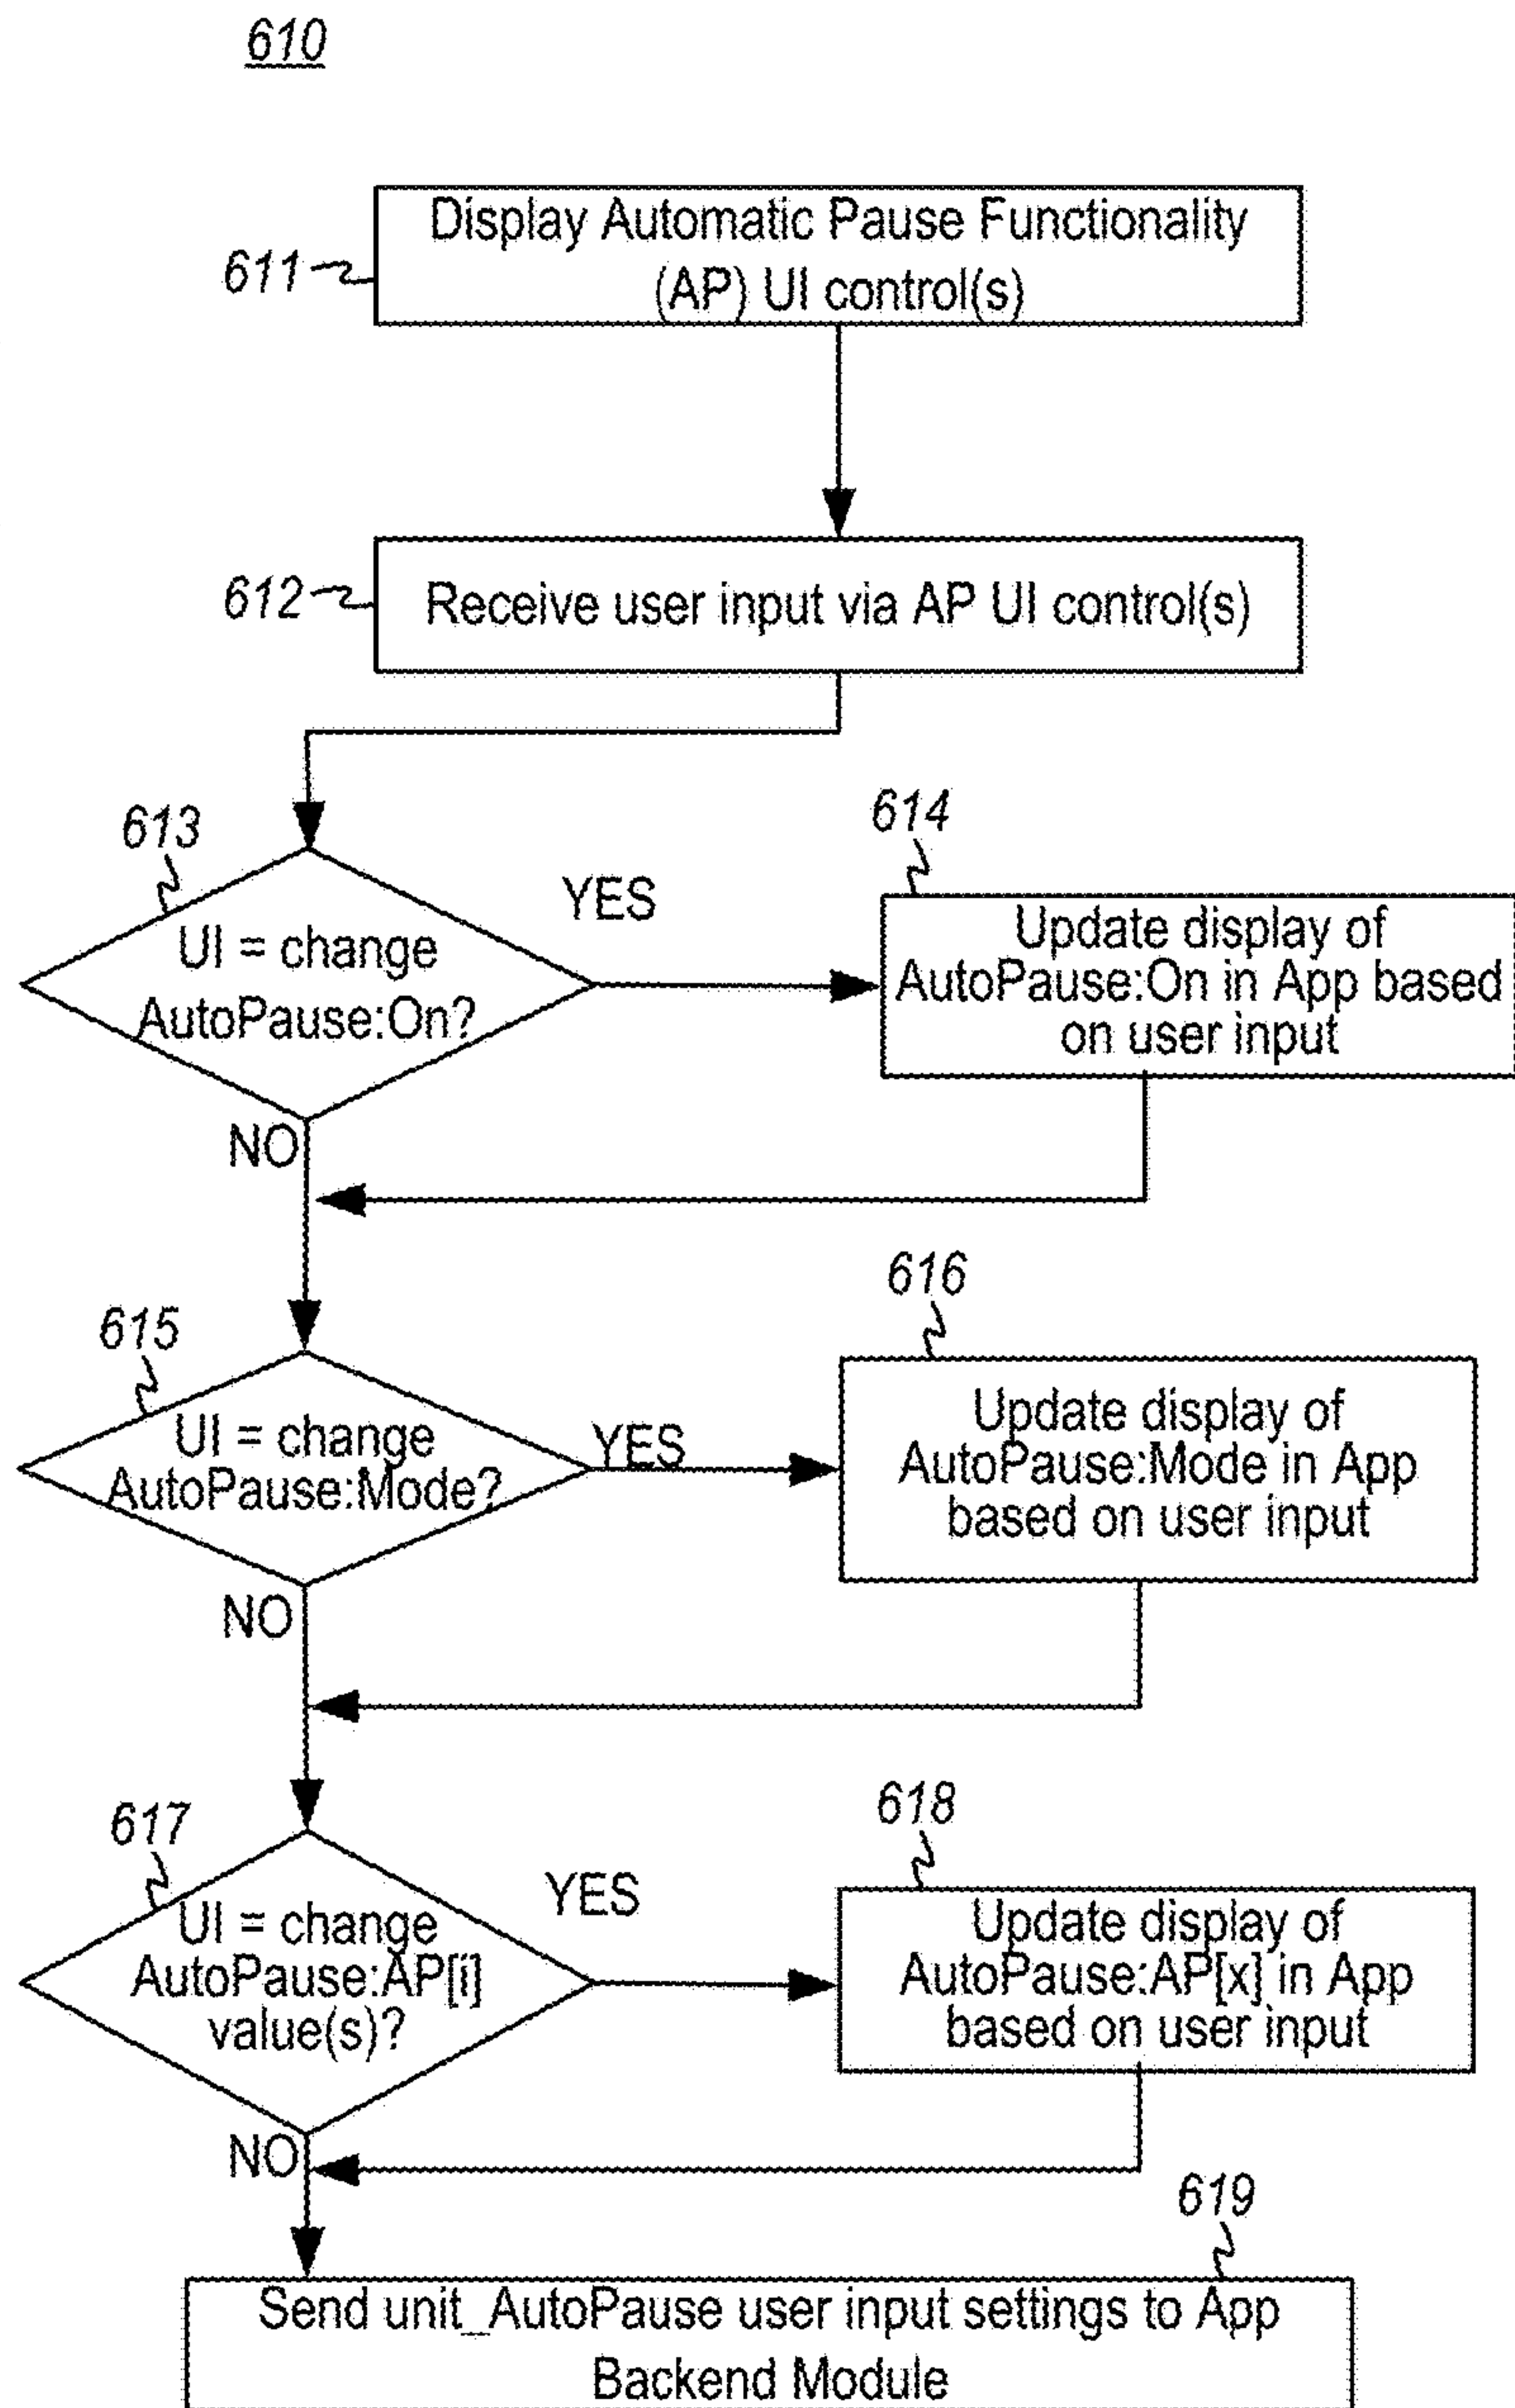 610
Display Automatic Pause Functionality
(AP) UI control(s)
611
612
Receive user input via AP UI control(s)
613
UI = change
AutoPause:On?
YES
614
Update display of
AutoPause:On in App based
on user input
NO
615
UI = change
AutoPause:Mode?
YES
616
Update display of
AutoPause:Mode in App
based on user input
NO
617
UI = change
AutoPause:AP[i]
value(s)?
YES
618
Update display of
AutoPause:AP[x] in App
based on user input
NO
619
Send unit_AutoPause user input settings to App
Backend Module